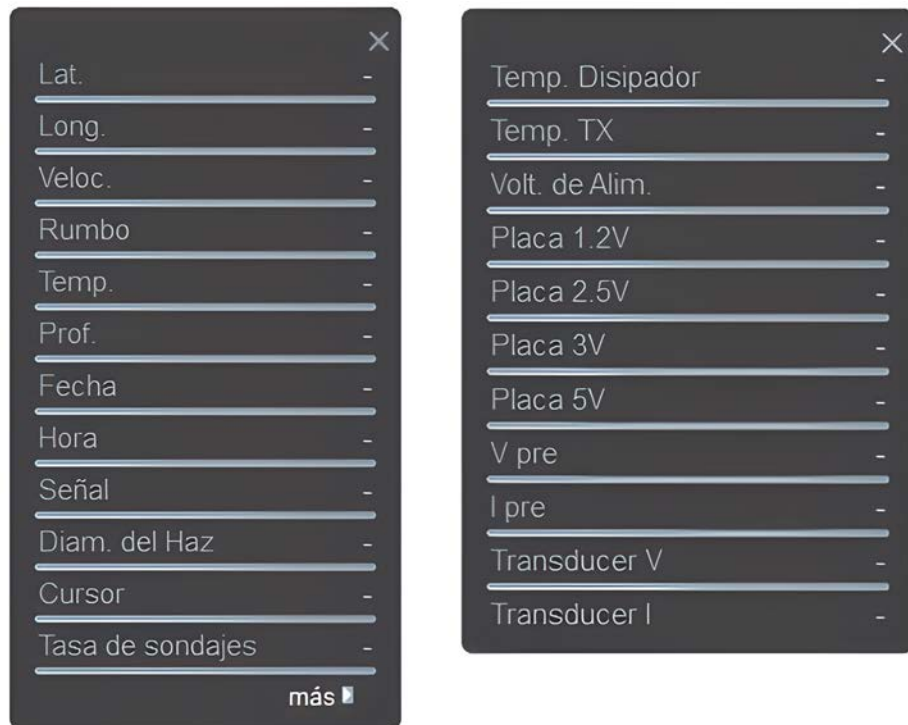 Lat. -
Long. -
Veloc. -
Rumbo -
Temp. -
Prof. -
Fecha -
Hora -
Señal -
Diam. del Haz -
Cursor -
Tasa de sondajes -
más
Temp. Disipador -
Temp. TX -
Volt. de Alim. -
Placa 1.2V -
Placa 2.5V -
Placa 3V -
Placa 5V -
V pre -
I pre -
Transducer V -
Transducer I -